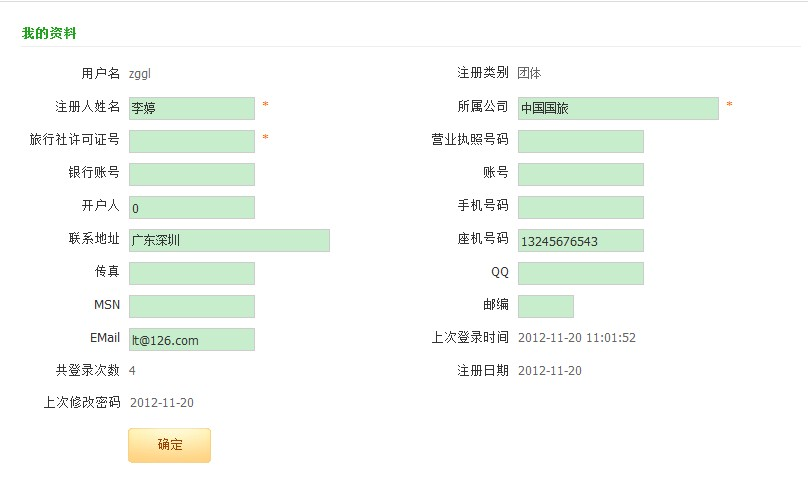 我的资料
用户名 zggl 注册类别 团体
注册人姓名 李婷 * 所属公司 中国国旅 *
旅行社许可证号 * 营业执照号码
银行账号 账号
开户人 0 手机号码
联系地址 广东深圳 座机号码 13245676543
传真 QQ
MSN 邮编
EMail lt@126.com 上次登录时间 2012-11-20 11:01:52
共登录次数 4 注册日期 2012-11-20
上次修改密码 2012-11-20
确定